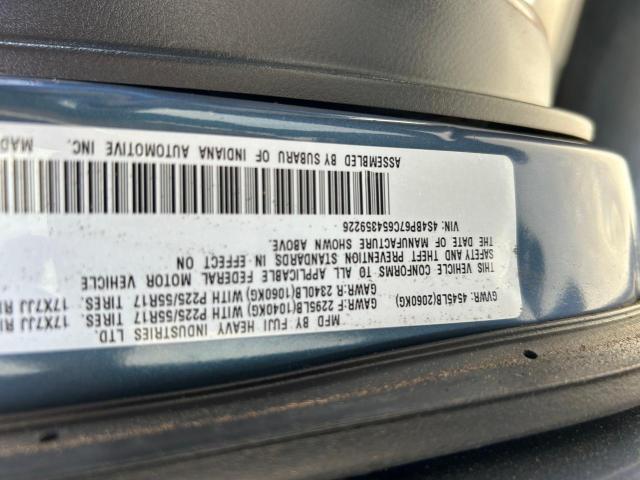 MFD BY FUJI HEAVY INDUSTRIES LTD.
GVWR: 4545LB(2060KG)
GAWR:F: 2295LB(1040KG) WITH P225/55R17 TIRES. 17X7JJ
GAWR:R: 2340LB(1060KG) WITH P225/55R17 TIRES. 17X7JJ
THIS VEHICLE CONFORMS TO ALL APPLICABLE FEDERAL MOTOR VEHICLE
SAFETY AND THEFT PREVENTION STANDARDS IN EFFECT ON
THE DATE OF MANUFACTURE SHOWN ABOVE.
VIN: 4S4BP67C654359226
ASSEMBLED BY SUBARU OF INDIANA AUTOMOTIVE INC.